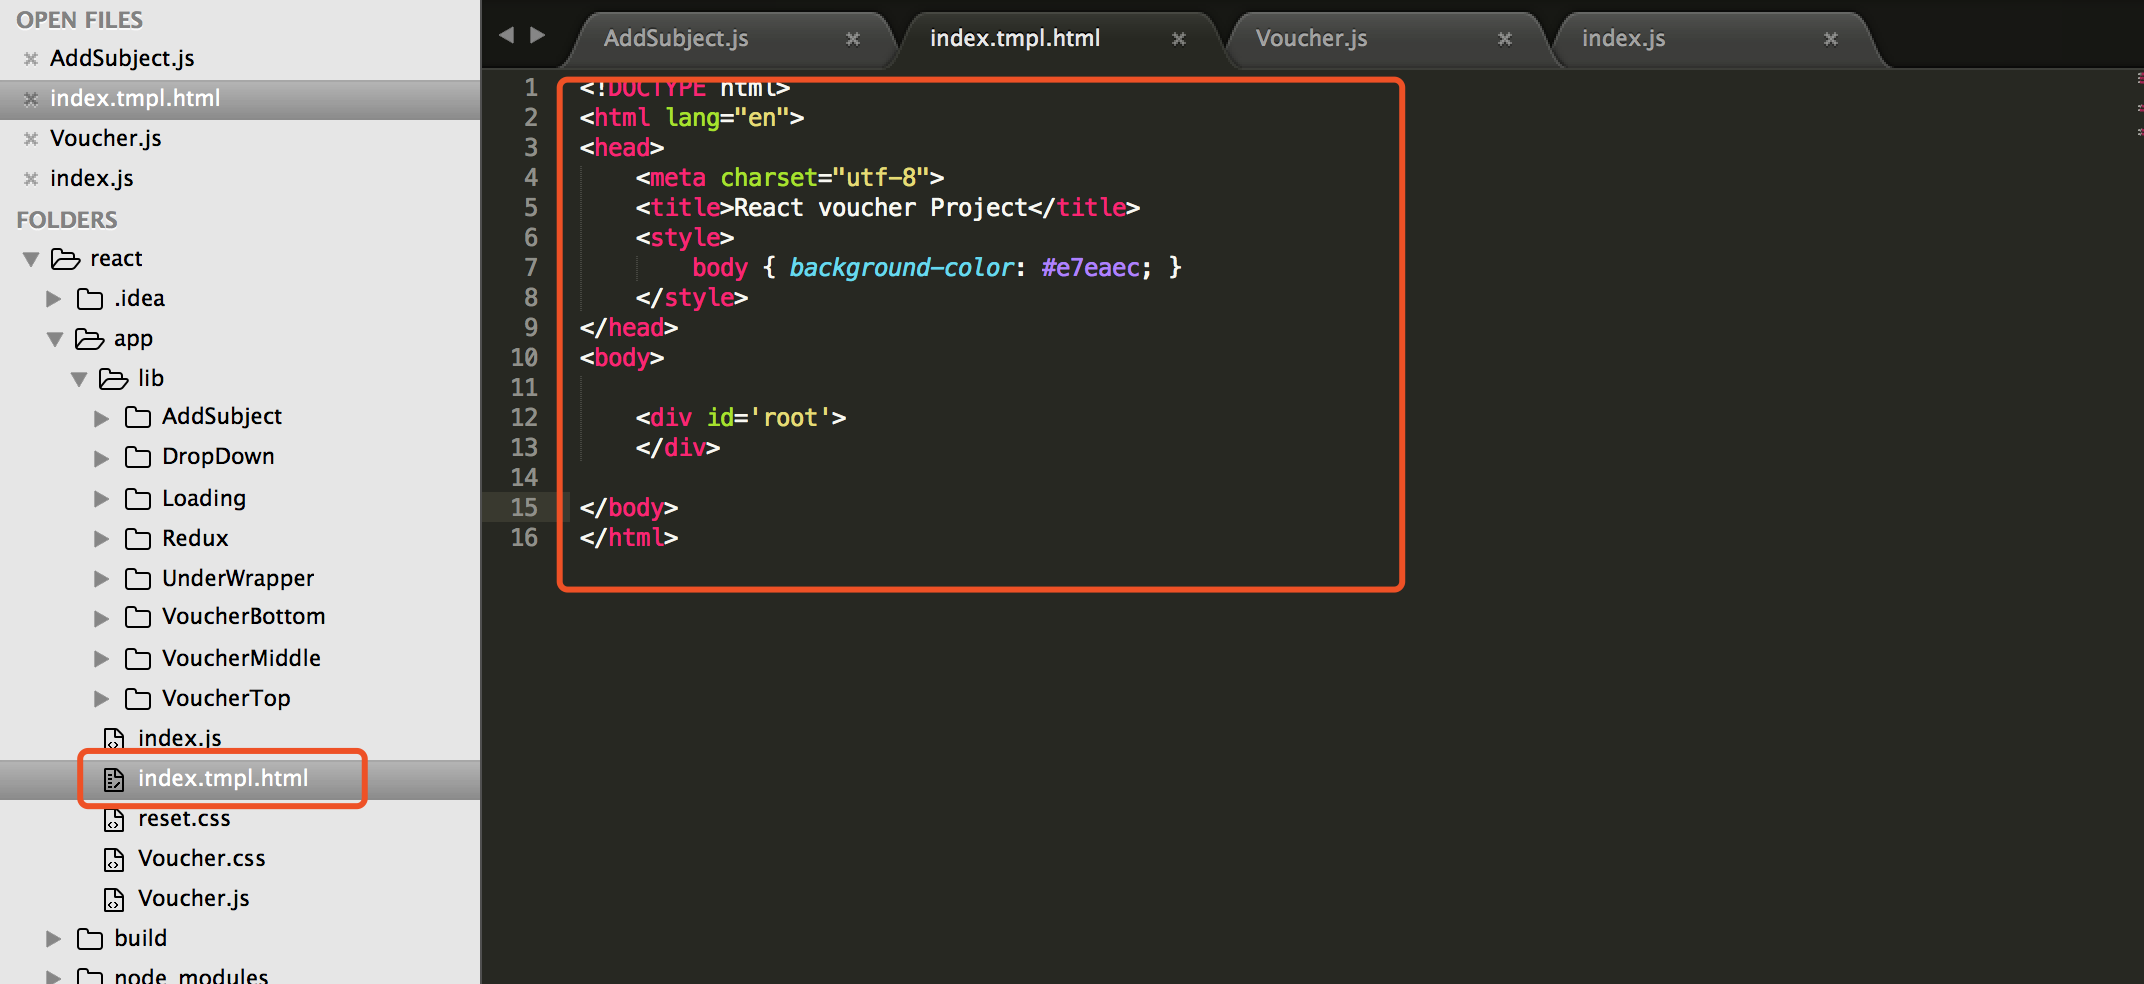 OPEN FILES
AddSubject.js
index.tmpl.html
Voucher.js
index.js
FOLDERS
react
.idea
app
lib
AddSubject
DropDown
Loading
Redux
UnderWrapper
VoucherBottom
VoucherMiddle
VoucherTop
index.js
index.tmpl.html
reset.css
Voucher.css
Voucher.js
build
node_modules
AddSubject.js
index.tmpl.html
Voucher.js
index.js
1 <!DOCTYPE html>
2 <html lang="en">
3 <head>
4     <meta charset="utf-8">
5     <title>React voucher Project</title>
6     <style>
7         body { background-color: #e7eaec; }
8     </style>
9 </head>
10 <body>
11
12     <div id='root'>
13     </div>
14
15 </body>
16 </html>